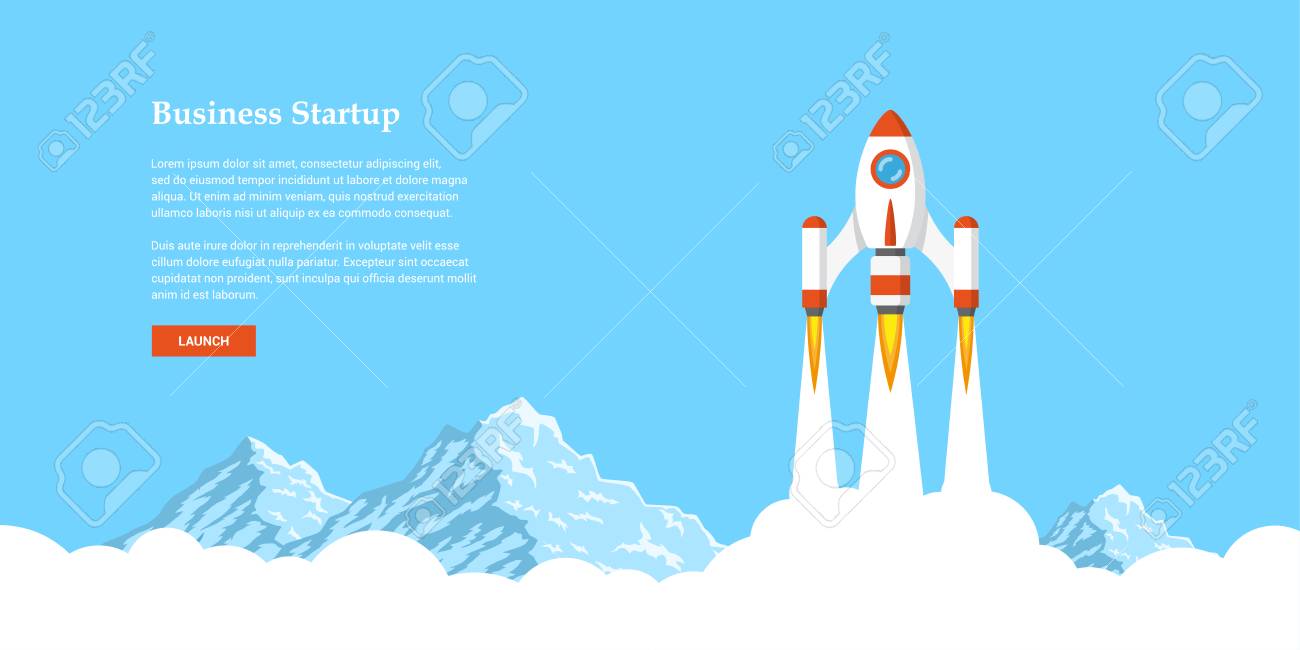 Business Startup
Lorem ipsum dolor sit amet, consectetur adipiscing elit,
sed do eiusmod tempor incididunt ut labore et dolore magna
aliqua. Ut enim ad minim veniam, quis nostrud exercitation
ullamco laboris nisi ut aliquip ex ea commodo consequat.
Duis aute irure dolor in reprehenderit in voluptate velit esse
cillum dolore eufugiat nulla pariatur. Excepteur sint occaecat
cupidatat non proident, sunt inculpa qui officia deserunt mollit
anim id est laborum.
LAUNCH
123RF
123RF
123RF
123RF
123RF